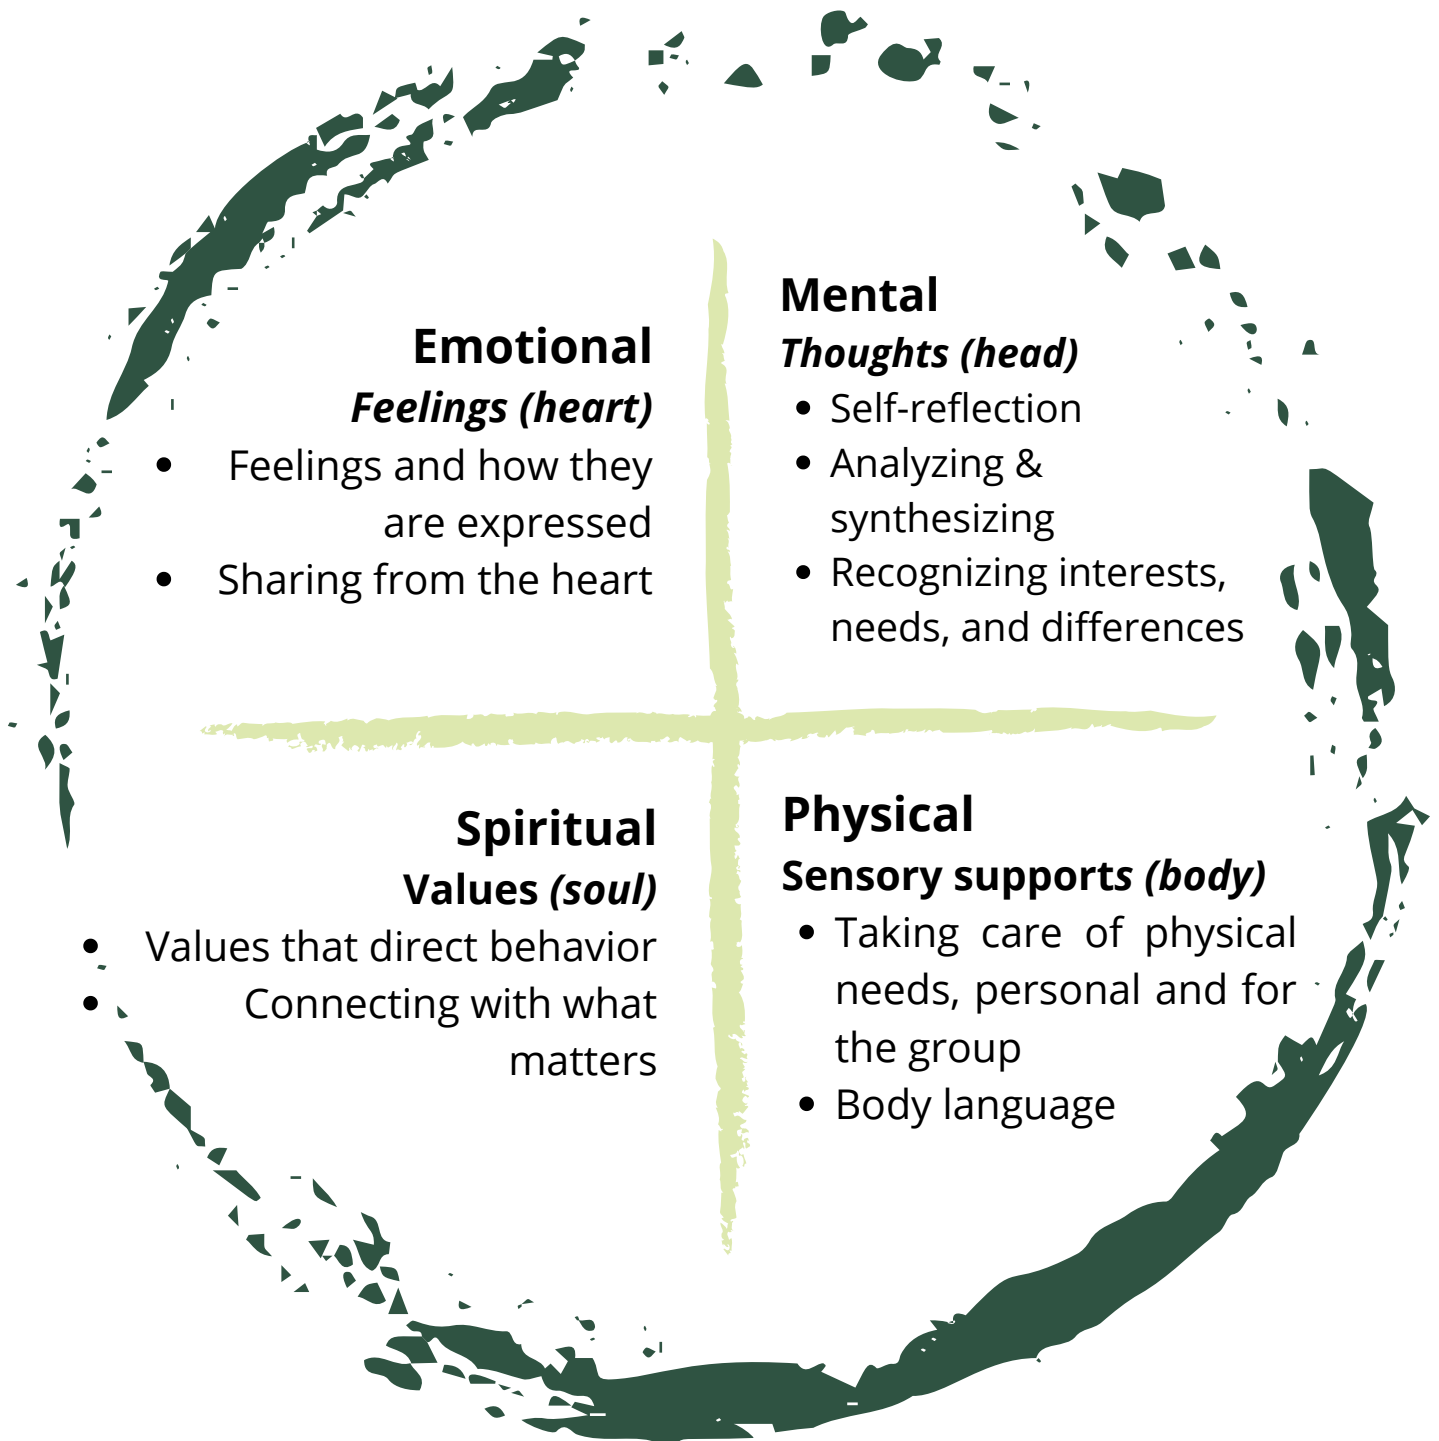 Emotional
Feelings (heart)
• Feelings and how they
are expressed
• Sharing from the heart
Mental
Thoughts (head)
• Self-reflection
• Analyzing &
synthesizing
• Recognizing interests,
needs, and differences
Spiritual
Values (soul)
• Values that direct behavior
• Connecting with what
matters
Physical
Sensory supports (body)
• Taking care of physical
needs, personal and for
the group
• Body language